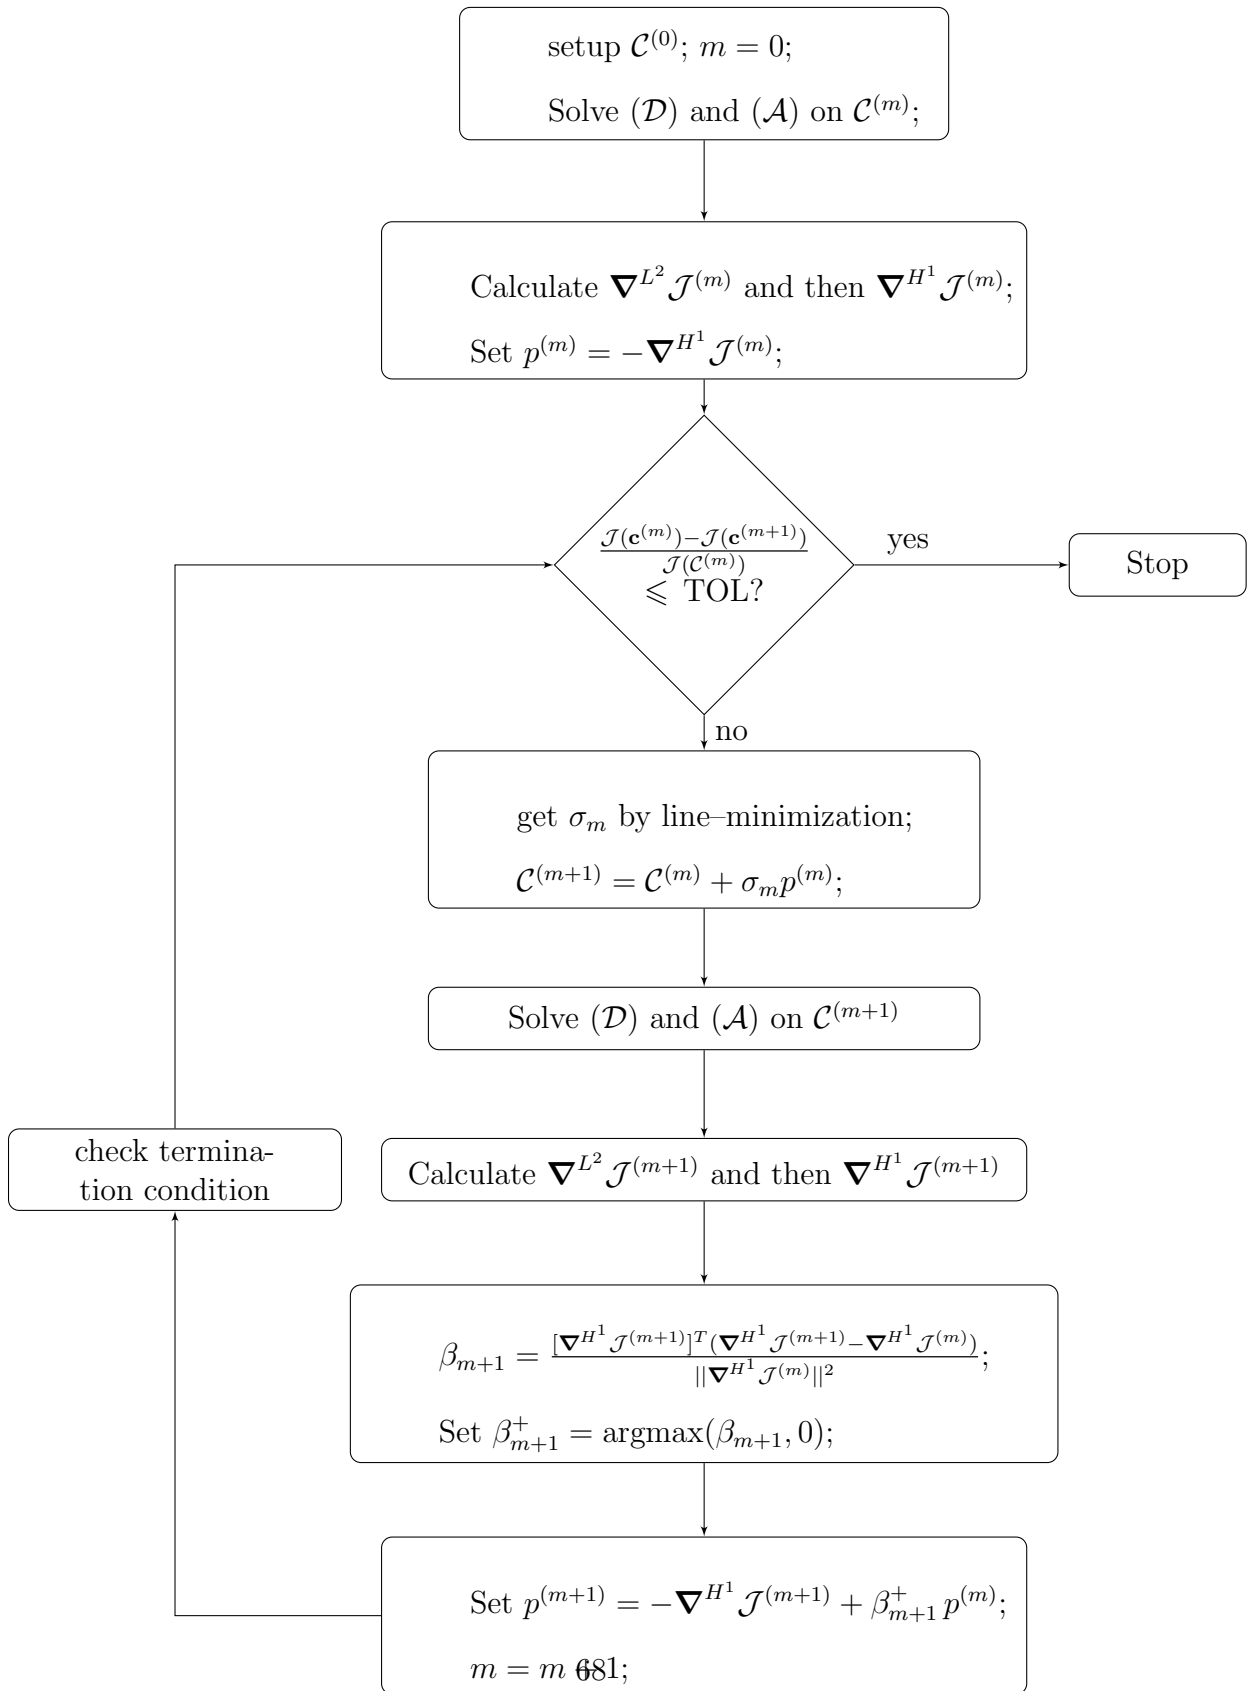 setup 𝒞^(0); m = 0;
Solve (𝒟) and (𝒜) on 𝒞^(m);
Calculate ∇^{L²} 𝒥^(m) and then ∇^{H¹} 𝒥^(m);
Set p^(m) = −∇^{H¹} 𝒥^(m);
𝒥(𝐜^(m))−𝒥(𝐜^(m+1))
𝒥(𝒞^(m))
⩽ TOL?
yes
Stop
no
get σ_m by line–minimization;
𝒞^(m+1) = 𝒞^(m) + σ_m p^(m);
Solve (𝒟) and (𝒜) on 𝒞^(m+1)
check termina-
tion condition
Calculate ∇^{L²} 𝒥^(m+1) and then ∇^{H¹} 𝒥^(m+1)
β_{m+1} = [∇^{H¹} 𝒥^(m+1)]^T (∇^{H¹} 𝒥^(m+1) − ∇^{H¹} 𝒥^(m)) / ||∇^{H¹} 𝒥^(m)||²;
Set β^+_{m+1} = argmax(β_{m+1}, 0);
Set p^(m+1) = −∇^{H¹} 𝒥^(m+1) + β^+_{m+1} p^(m);
m = m + 1;
68